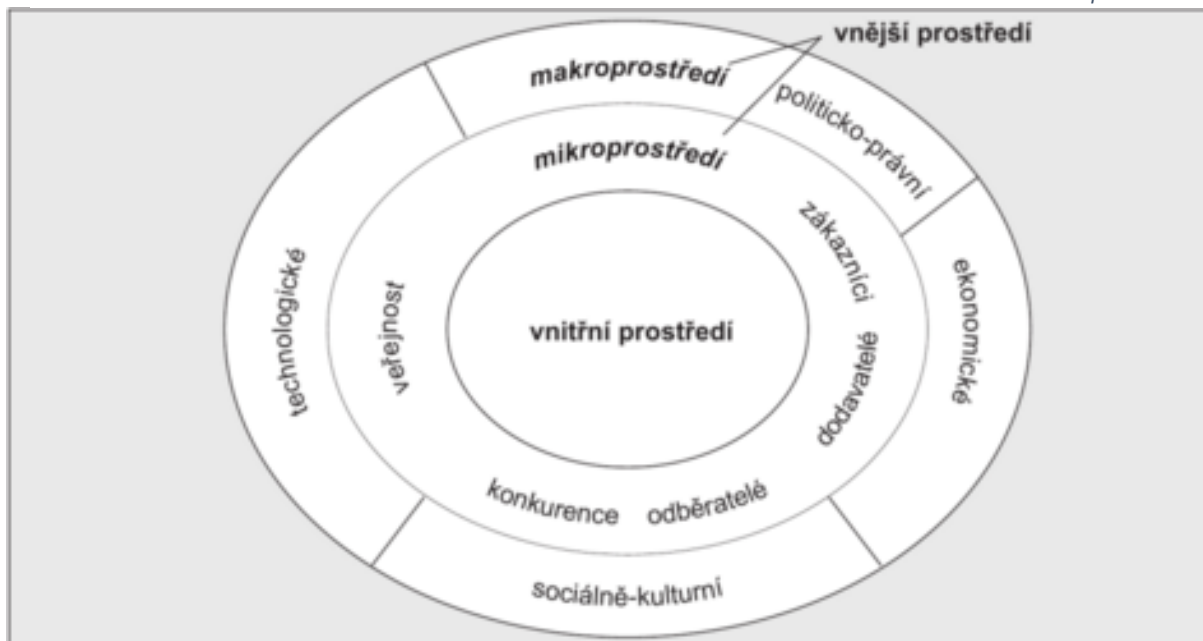 vnější prostředí
makroprostředí
politicko-právní
mikroprostředí
zákazníci
technologické
veřejnost
vnitřní prostředí
ekonomické
dodavatelé
konkurence
odběratelé
sociálně-kulturní